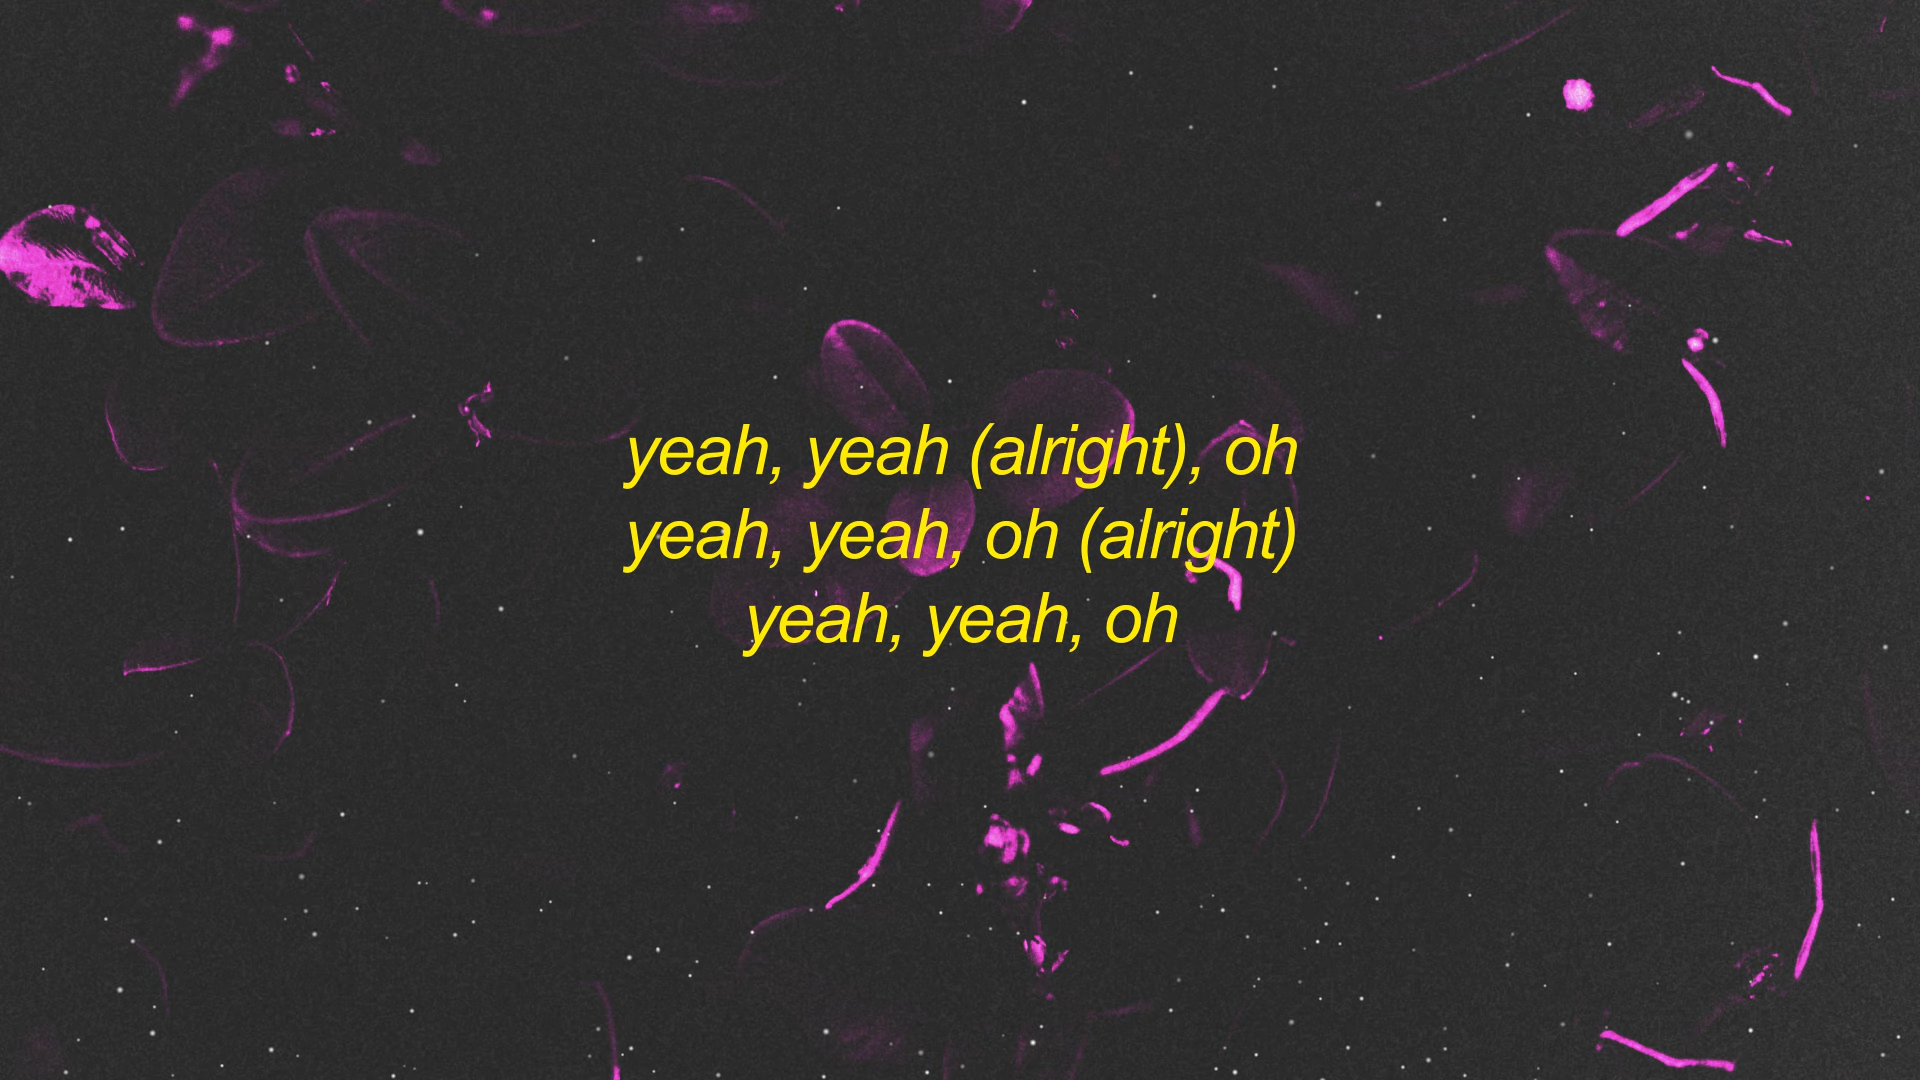 yeah, yeah (alright), oh
yeah, yeah, oh (alright)
yeah, yeah, oh